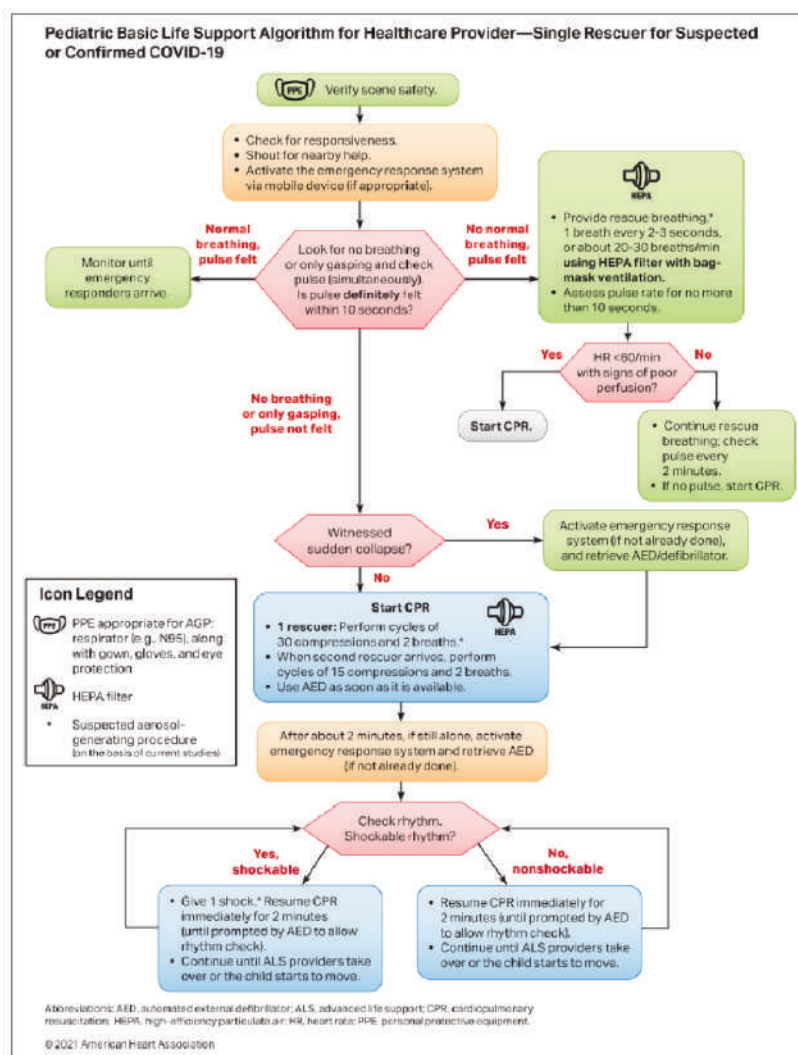 Pediatric Basic Life Support Algorithm for Healthcare Provider—Single Rescuer for Suspected
or Confirmed COVID-19
PPE
Verify scene safety.
• Check for responsiveness.
• Shout for nearby help.
• Activate the emergency response system
via mobile device (if appropriate).
HEPA
• Provide rescue breathing,*
1 breath every 2-3 seconds,
or about 20-30 breaths/min
using HEPA filter with bag-
mask ventilation.
• Assess pulse rate for no more
than 10 seconds.
Normal
breathing,
pulse felt
No normal
breathing,
pulse felt
Look for no breathing
or only gasping and check
pulse (simultaneously).
Is pulse definitely felt
within 10 seconds?
Monitor until
emergency
responders arrive.
Yes
HR <60/min
with signs of poor
perfusion?
No
Start CPR.
• Continue rescue
breathing; check
pulse every
2 minutes.
• If no pulse, start CPR.
No breathing
or only gasping,
pulse not felt
Witnessed
sudden collapse?
Yes
Activate emergency response
system (if not already done),
and retrieve AED/defibrillator.
No
Icon Legend
PPE
PPE appropriate for AGP:
respirator (e.g., N95), along
with gown, gloves, and eye
protection
HEPA
HEPA filter
* Suspected aerosol-
generating procedure
(on the basis of current studies)
Start CPR
HEPA
• 1 rescuer: Perform cycles of
30 compressions and 2 breaths.*
• When second rescuer arrives, perform
cycles of 15 compressions and 2 breaths.
• Use AED as soon as it is available.
After about 2 minutes, if still alone, activate
emergency response system and retrieve AED
(if not already done).
Check rhythm.
Shockable rhythm?
Yes,
shockable
No,
nonshockable
• Give 1 shock.* Resume CPR
immediately for 2 minutes
(until prompted by AED to allow
rhythm check).
• Continue until ALS providers take
over or the child starts to move.
• Resume CPR immediately for
2 minutes (until prompted by AED
to allow rhythm check).
• Continue until ALS providers take
over or the child starts to move.
Abbreviations: AED, automated external defibrillator; ALS, advanced life support; CPR, cardiopulmonary
resuscitation; HEPA, high-efficiency particulate air; HR, heart rate; PPE, personal protective equipment.
© 2021 American Heart Association